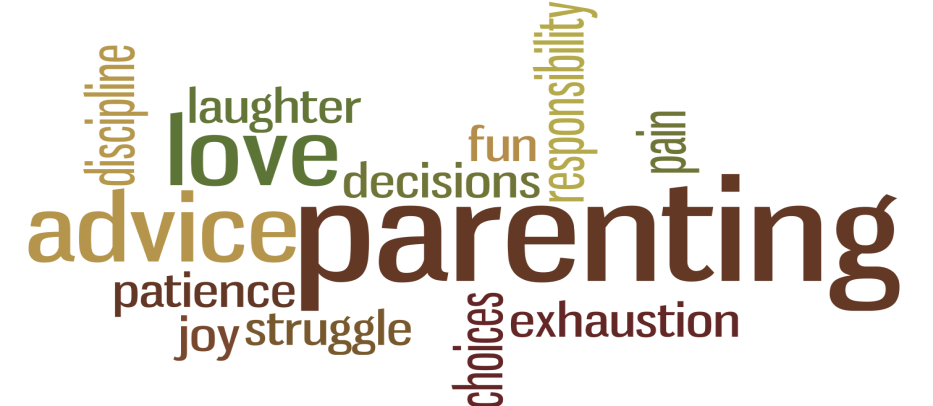 discipline
laughter
love
decisions
fun
responsibility
pain
advice
parenting
patience
joy
struggle
choices
exhaustion